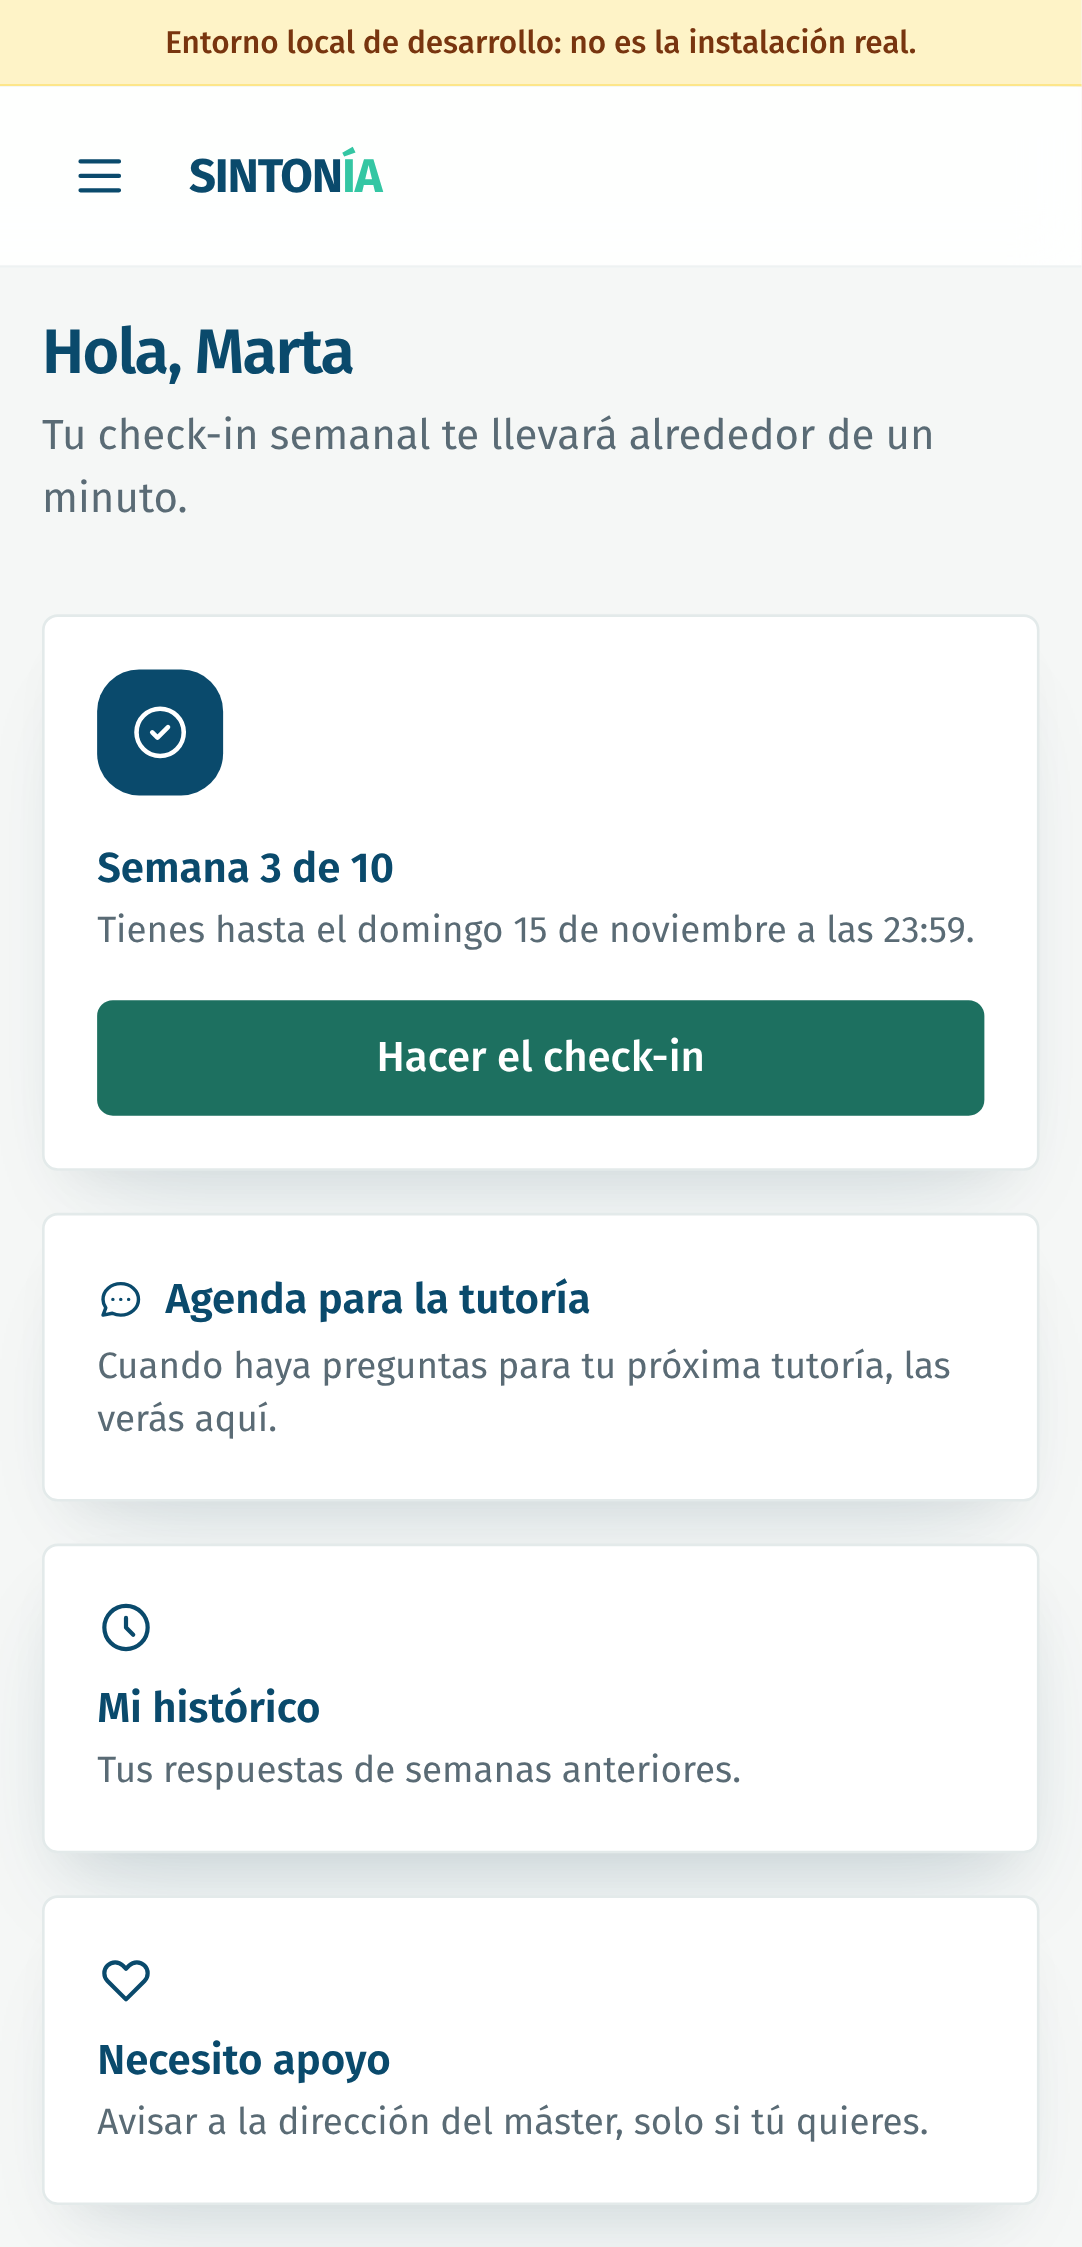 Entorno local de desarrollo: no es la instalación real.
SINTONÍA
Hola, Marta
Tu check-in semanal te llevará alrededor de un
minuto.
Semana 3 de 10
Tienes hasta el domingo 15 de noviembre a las 23:59.
Hacer el check-in
Agenda para la tutoría
Cuando haya preguntas para tu próxima tutoría, las
verás aquí.
Mi histórico
Tus respuestas de semanas anteriores.
Necesito apoyo
Avisar a la dirección del máster, solo si tú quieres.